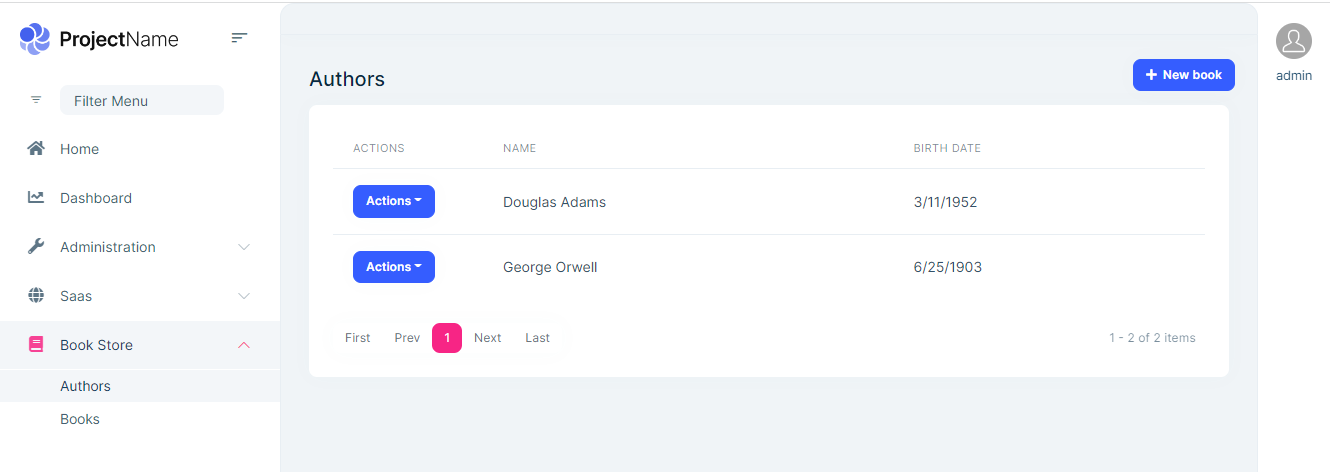 ProjectName
Filter Menu
Home
Dashboard
Administration
Saas
Book Store
Authors
Books
Authors
+ New book
ACTIONS NAME BIRTH DATE
Actions Douglas Adams 3/11/1952
Actions George Orwell 6/25/1903
First Prev 1 Next Last 1 - 2 of 2 items
admin